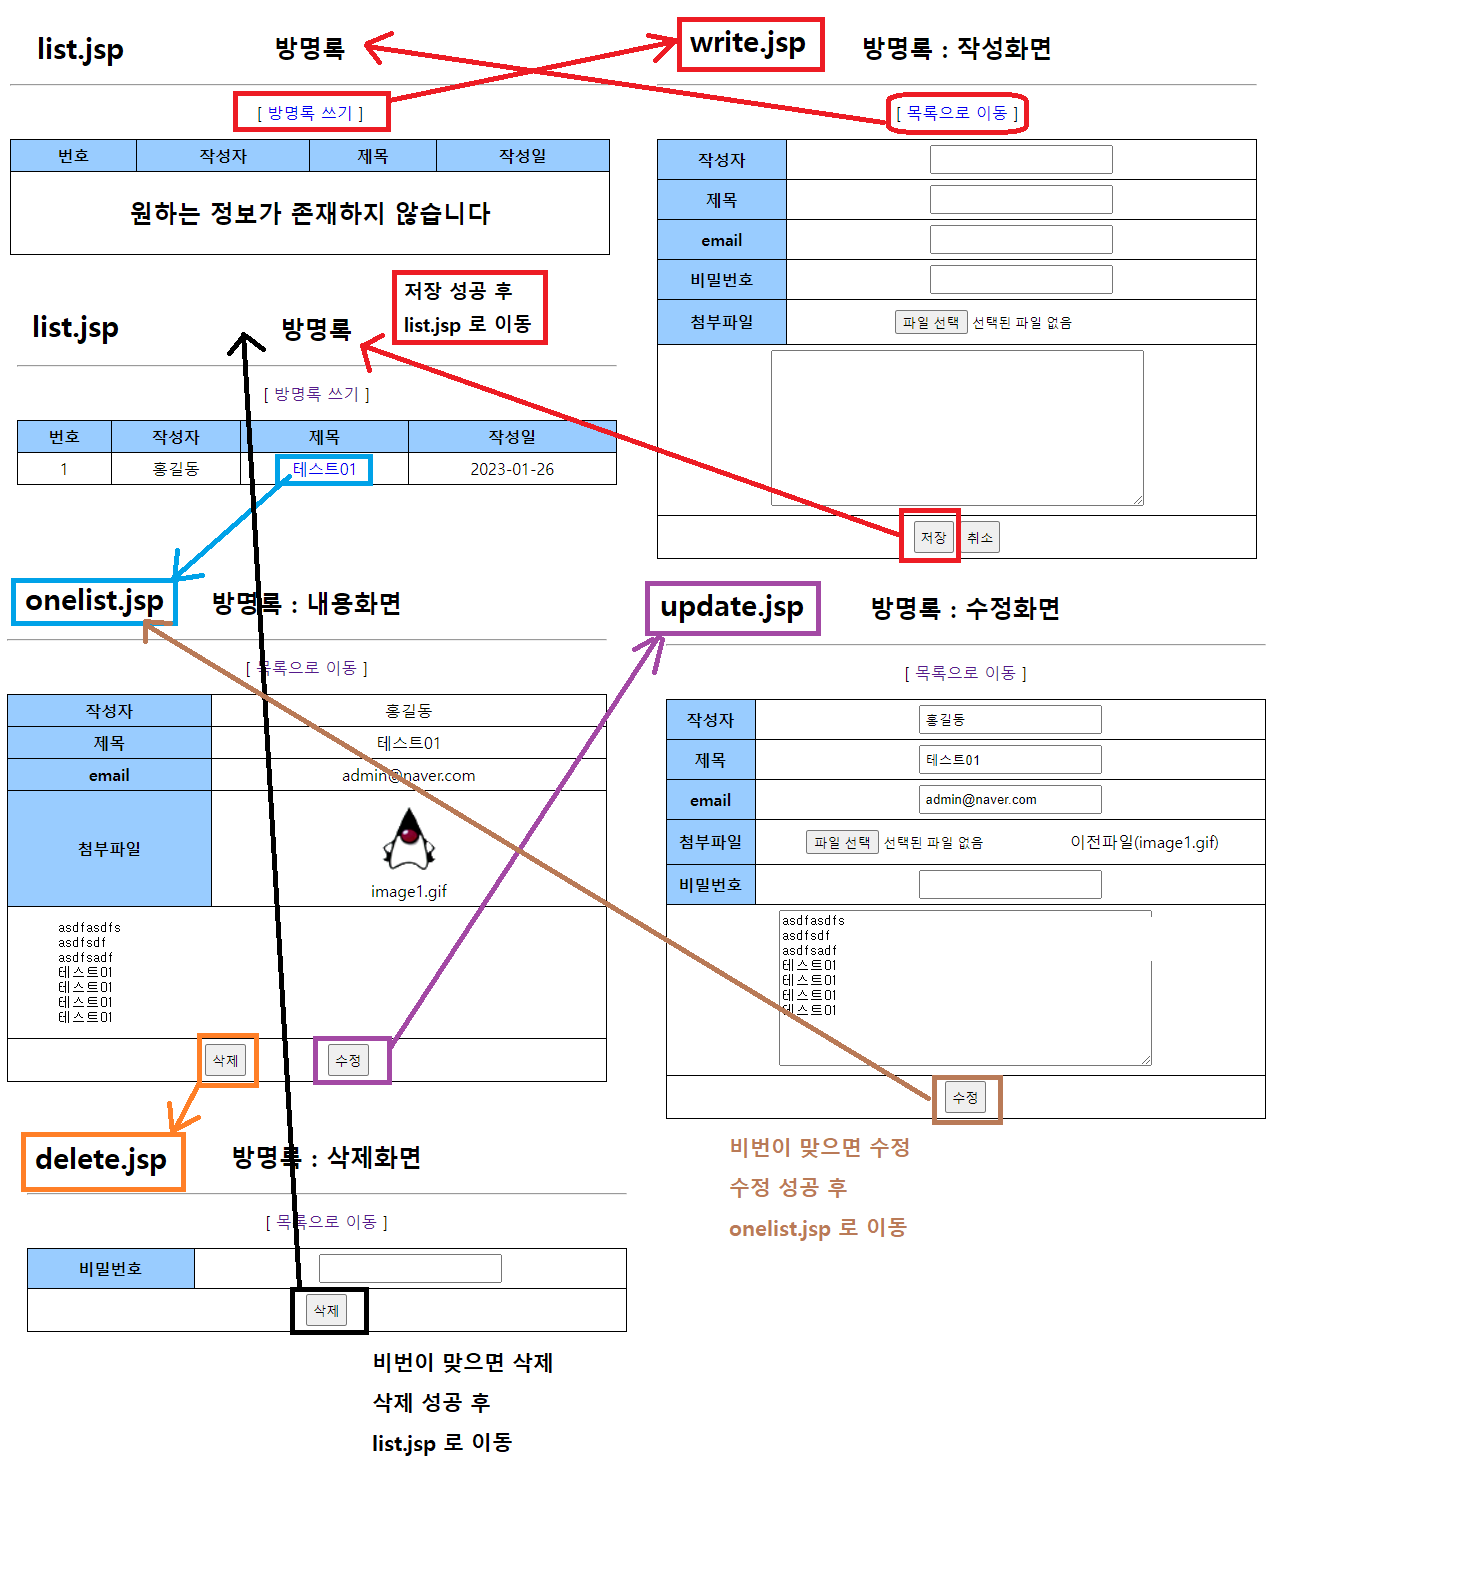 list.jsp
방명록
[ 방명록 쓰기 ]
번호 작성자 제목 작성일
원하는 정보가 존재하지 않습니다
write.jsp
방명록 : 작성화면
[ 목록으로 이동 ]
작성자
제목
email
비밀번호
첨부파일 파일 선택 선택된 파일 없음
저장 취소
저장 성공 후
list.jsp 로 이동
list.jsp
방명록
[ 방명록 쓰기 ]
번호 작성자 제목 작성일
1 홍길동 테스트01 2023-01-26
onelist.jsp
방명록 : 내용화면
[ 목록으로 이동 ]
작성자 홍길동
제목 테스트01
email admin@naver.com
첨부파일
image1.gif
asdfasdfs
asdfsdf
asdfsadf
테스트01
테스트01
테스트01
테스트01
삭제 수정
update.jsp
방명록 : 수정화면
[ 목록으로 이동 ]
작성자 홍길동
제목 테스트01
email admin@naver.com
첨부파일 파일 선택 선택된 파일 없음 이전파일(image1.gif)
비밀번호
asdfasdfs
asdfsdf
asdfsadf
테스트01
테스트01
테스트01
테스트01
수정
비번이 맞으면 수정
수정 성공 후
onelist.jsp 로 이동
delete.jsp
방명록 : 삭제화면
[ 목록으로 이동 ]
비밀번호
삭제
비번이 맞으면 삭제
삭제 성공 후
list.jsp 로 이동